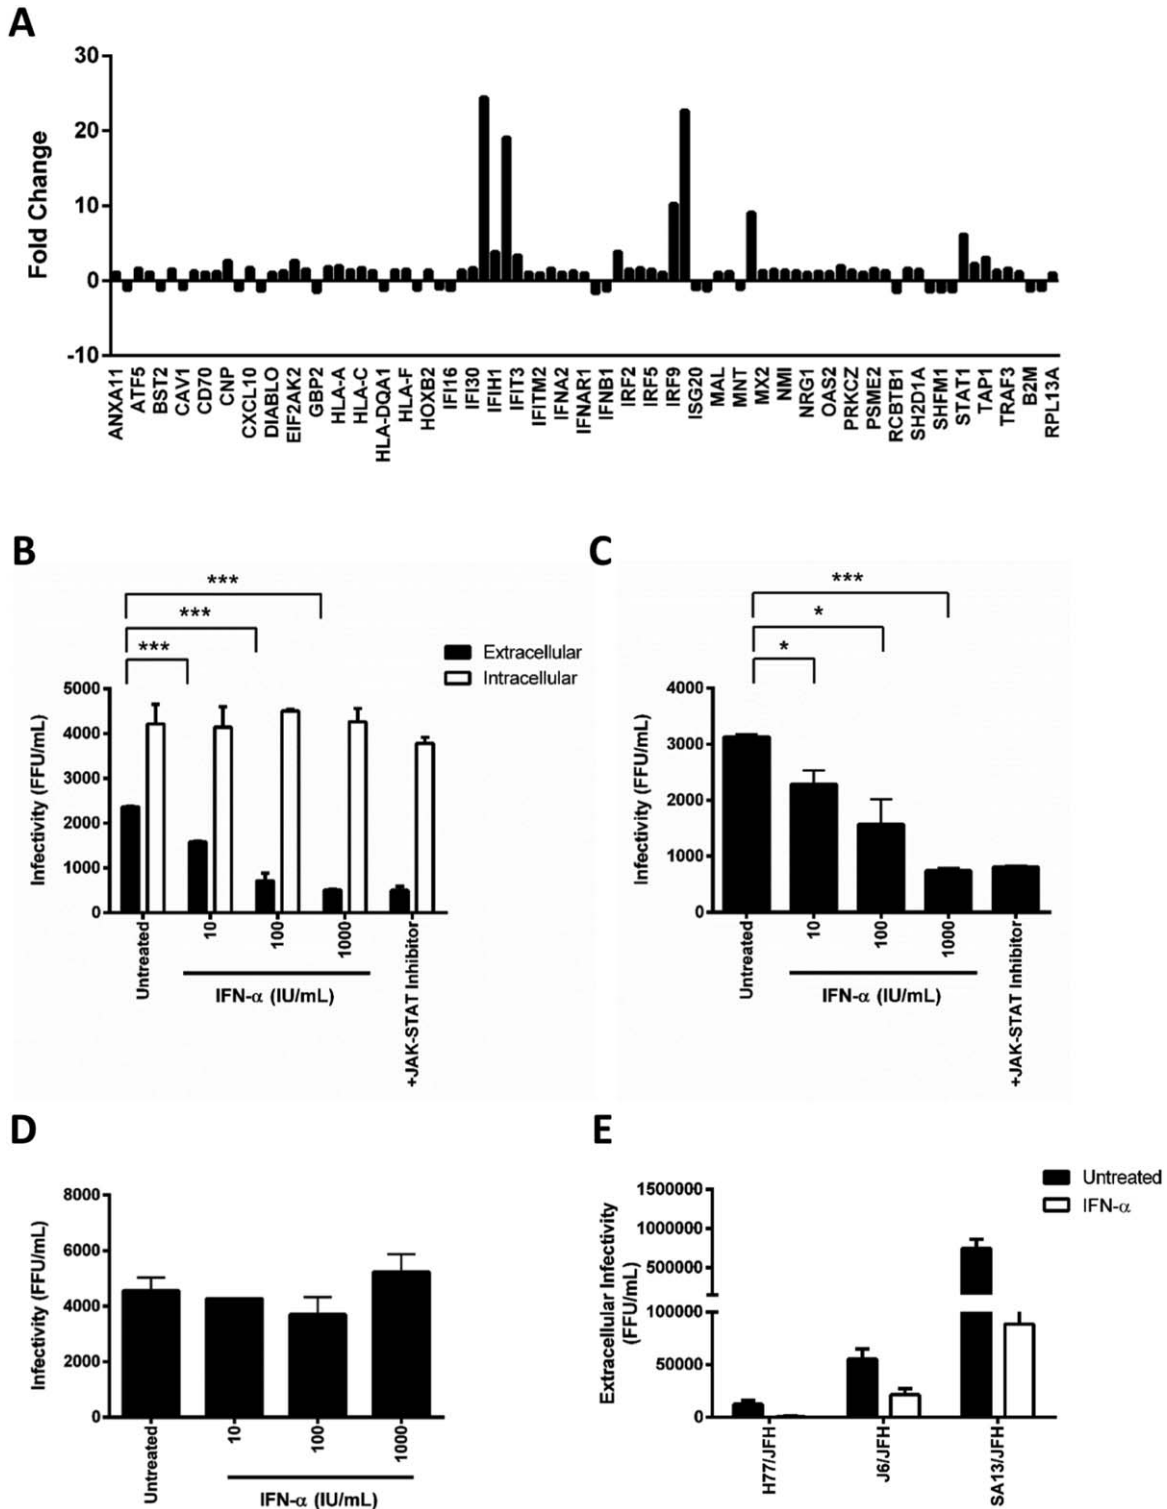 A
30
20
10
0
-10
Fold Change
ANXA11
ATF5
BST2
CAV1
CD70
CNP
CXCL10
DIABLO
EIF2AK2
GBP2
HLA-A
HLA-C
HLA-DQA1
HLA-F
HOXB2
IFI16
IFI30
IFIH1
IFIT3
IFITM2
IFNA2
IFNAR1
IFNB1
IRF2
IRF5
IRF9
ISG20
MAL
MNT
MX2
NMI
NRG1
OAS2
PRKCZ
PSME2
RCBTB1
SH2D1A
SHFM1
STAT1
TAP1
TRAF3
B2M
RPL13A
B
***
***
***
Extracellular
Intracellular
5000
4000
3000
2000
1000
0
Infectivity (FFU/mL)
Untreated
10
100
1000
+JAK-STAT Inhibitor
IFN-α (IU/mL)
C
***
*
*
4000
3000
2000
1000
0
Infectivity (FFU/mL)
Untreated
10
100
1000
+JAK-STAT Inhibitor
IFN-α (IU/mL)
D
8000
6000
4000
2000
0
Infectivity (FFU/mL)
Untreated
10
100
1000
IFN-α (IU/mL)
E
Untreated
IFN-α
1500000
1000000
500000
100000
50000
0
Extracellular Infectivity
(FFU/mL)
H77/JFH
J6/JFH
SA13/JFH